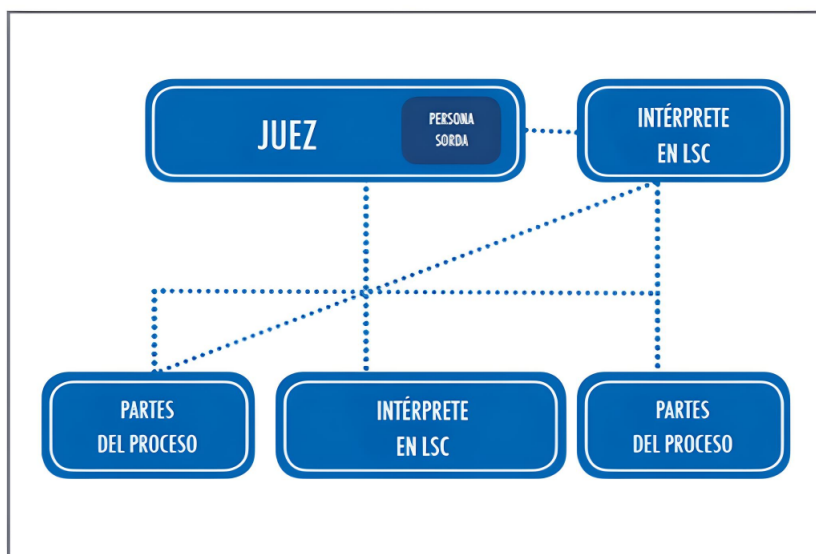 JUEZ
PERSONA
SORDA
INTÉRPRETE
EN LSC
PARTES
DEL PROCESO
INTÉRPRETE
EN LSC
PARTES
DEL PROCESO